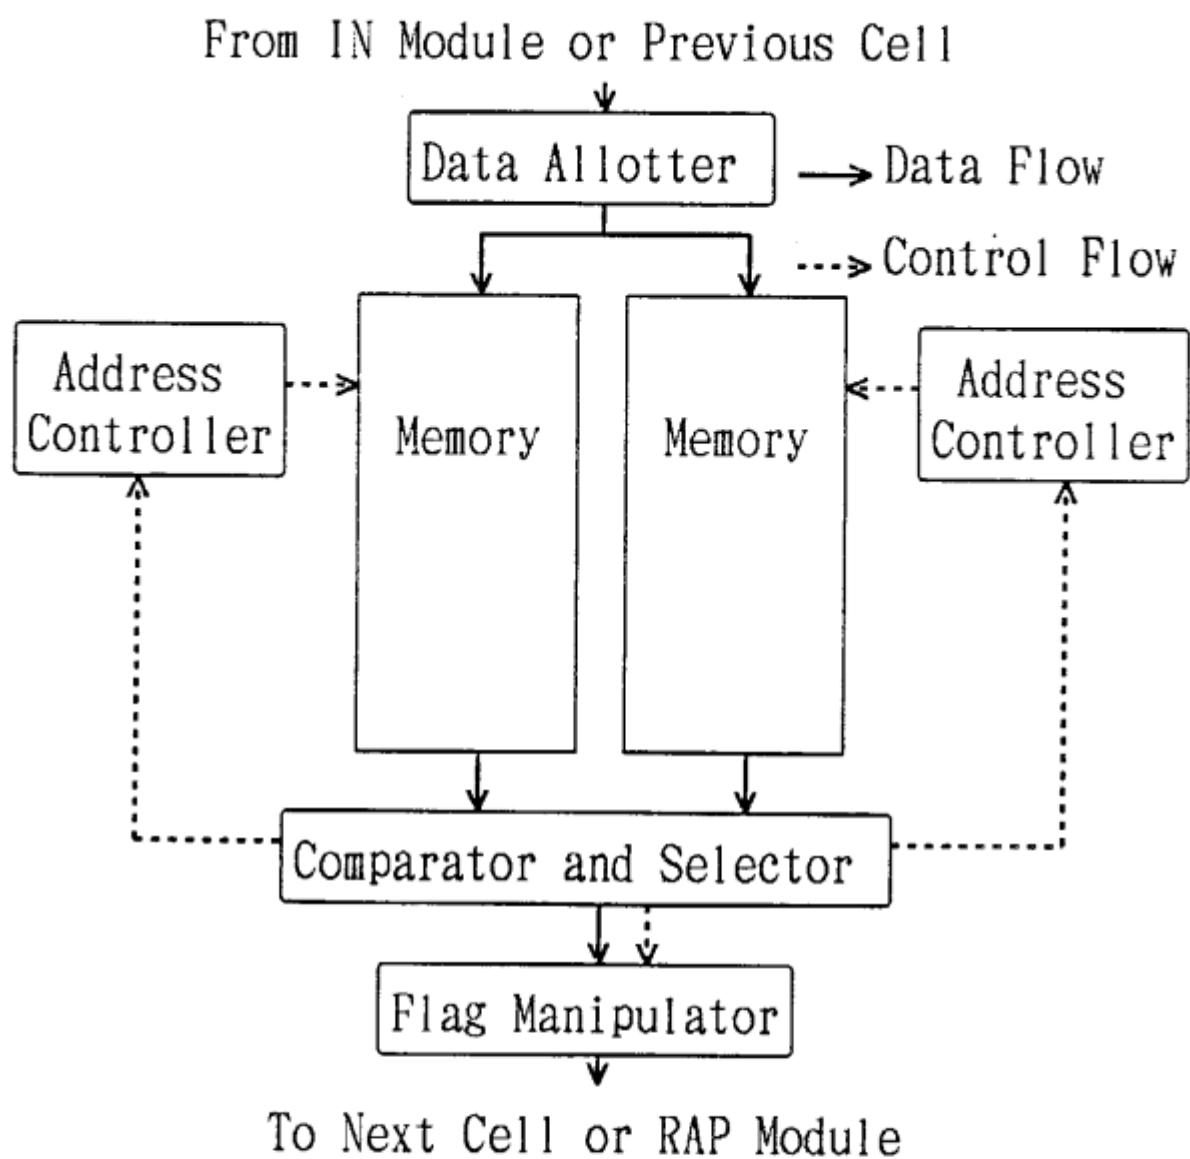 From IN Module or Previous Cell
Data Allotter
Data Flow
Control Flow
Address
Controller
Memory
Memory
Address
Controller
Comparator and Selector
Flag Manipulator
To Next Cell or RAP Module